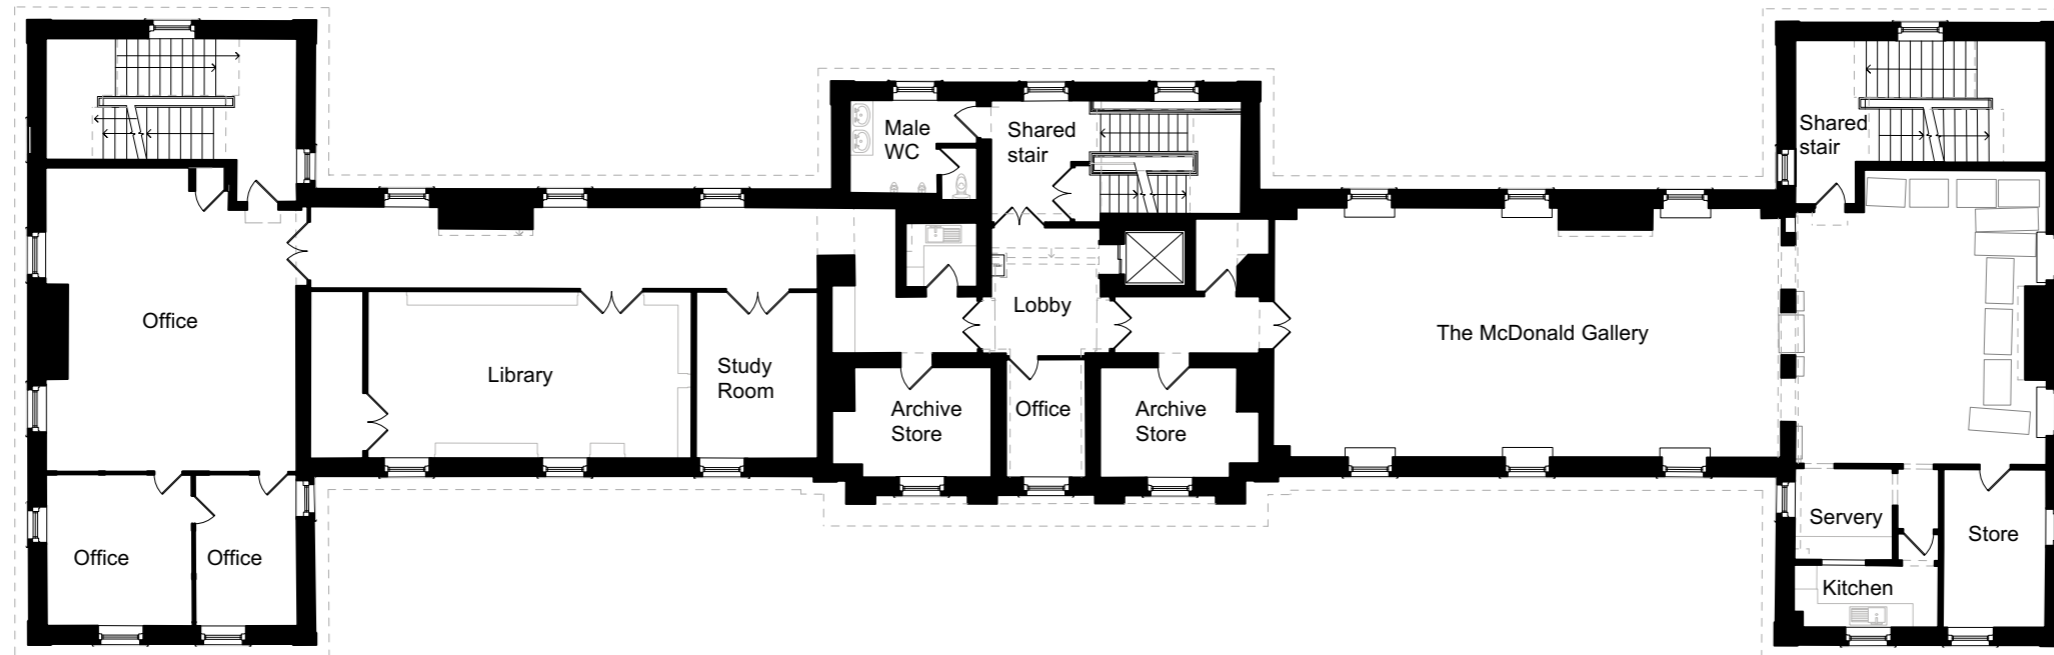 Male
WC
Shared
stair
Shared
stair
Office
Lobby
The McDonald Gallery
Library
Study
Room
Archive
Store
Office
Archive
Store
Servery
Store
Office
Office
Kitchen